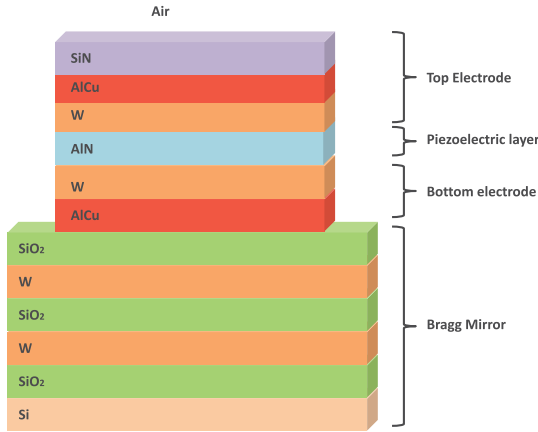 Air
SiN
AlCu
W
Top Electrode
AlN
Piezoelectric layer
W
AlCu
Bottom electrode
SiO₂
W
SiO₂
W
SiO₂
Si
Bragg Mirror